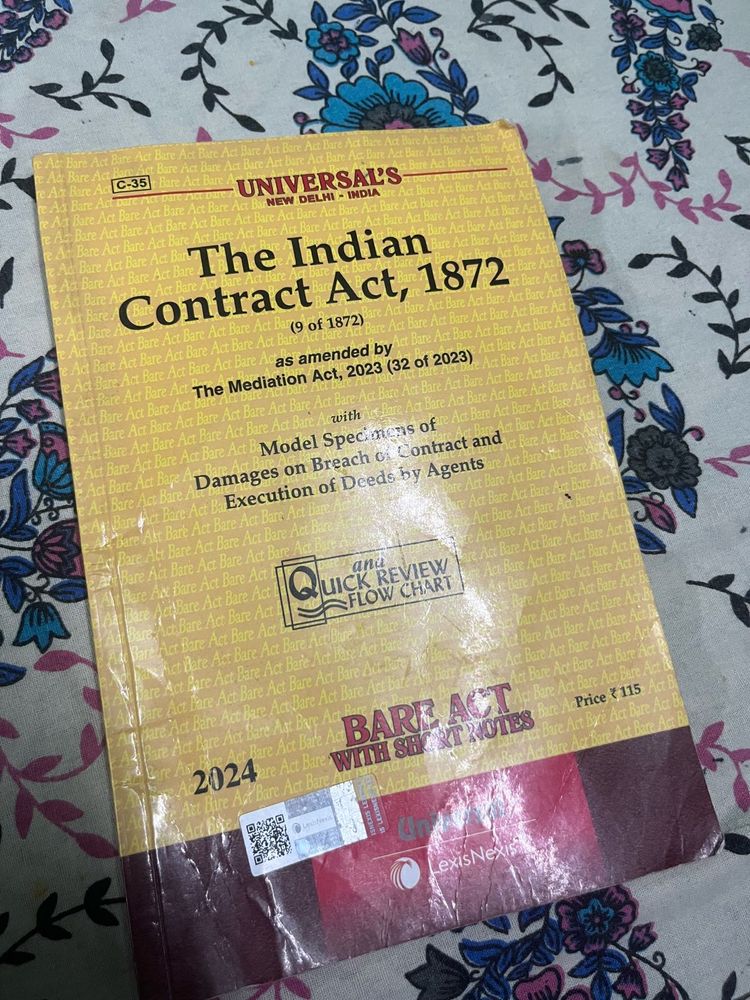 C-35
UNIVERSAL'S
NEW DELHI - INDIA
The Indian
Contract Act, 1872
(9 of 1872)
as amended by
The Mediation Act, 2023 (32 of 2023)
with
Model Specimens of
Damages on Breach of Contract and
Execution of Deeds by Agents
and
QUICK REVIEW
FLOW CHART
Price ₹ 115
BARE ACT
WITH SHORT NOTES
2024
LexisNexis
Universal
LexisNexis